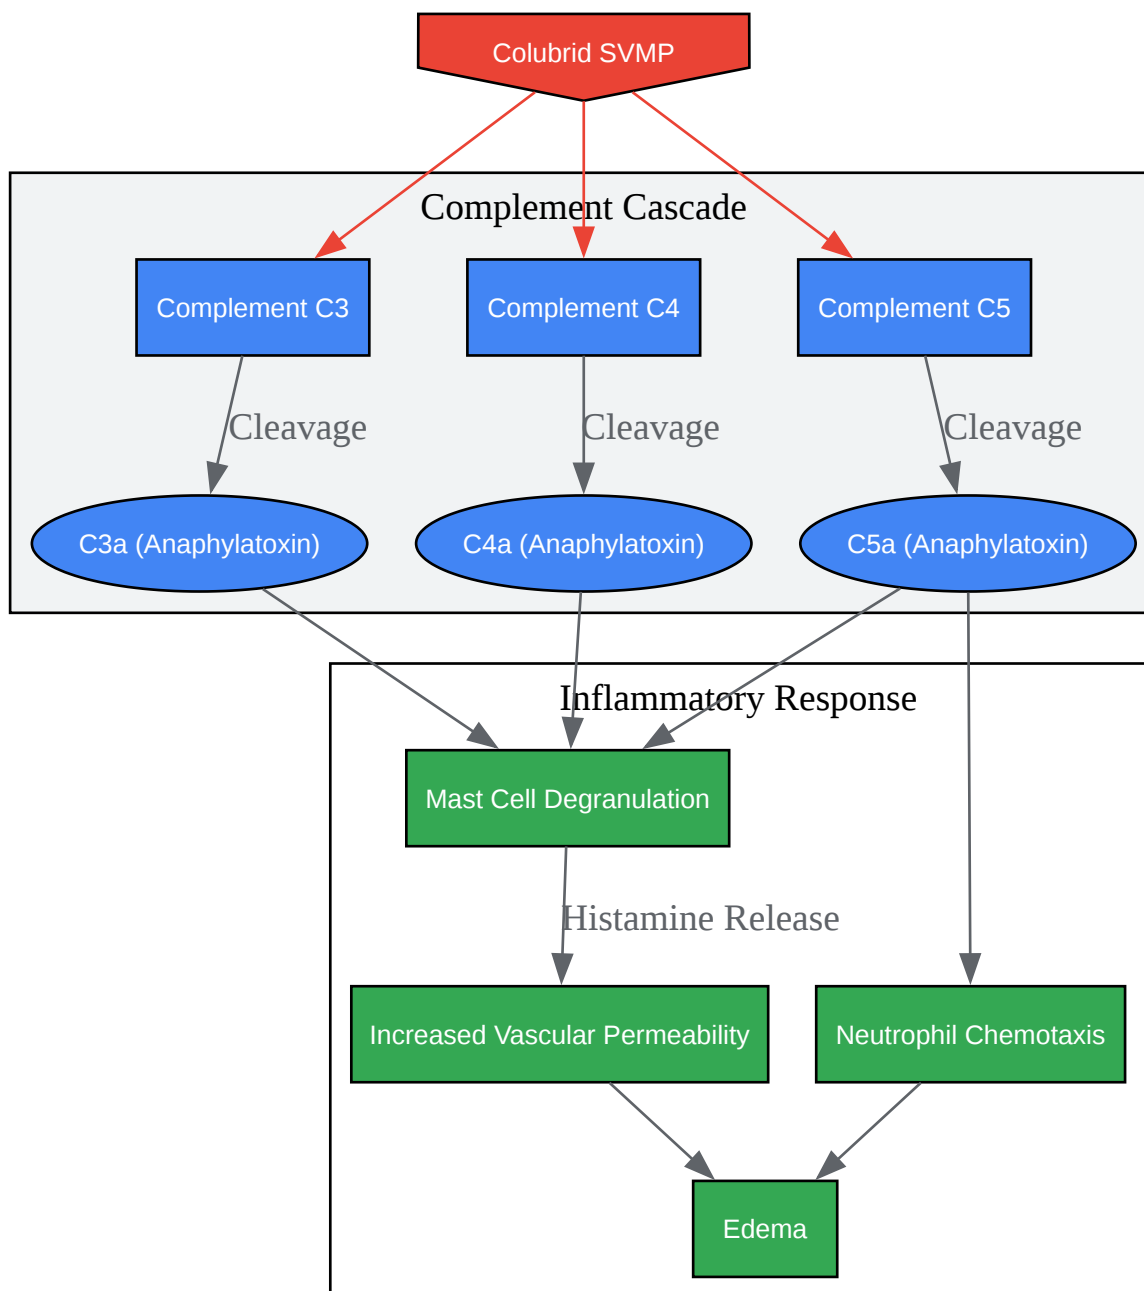 Colubrid SVMP
Complement Cascade
Complement C3
Complement C4
Complement C5
Cleavage
Cleavage
Cleavage
C3a (Anaphylatoxin)
C4a (Anaphylatoxin)
C5a (Anaphylatoxin)
Inflammatory Response
Mast Cell Degranulation
Histamine Release
Increased Vascular Permeability
Neutrophil Chemotaxis
Edema